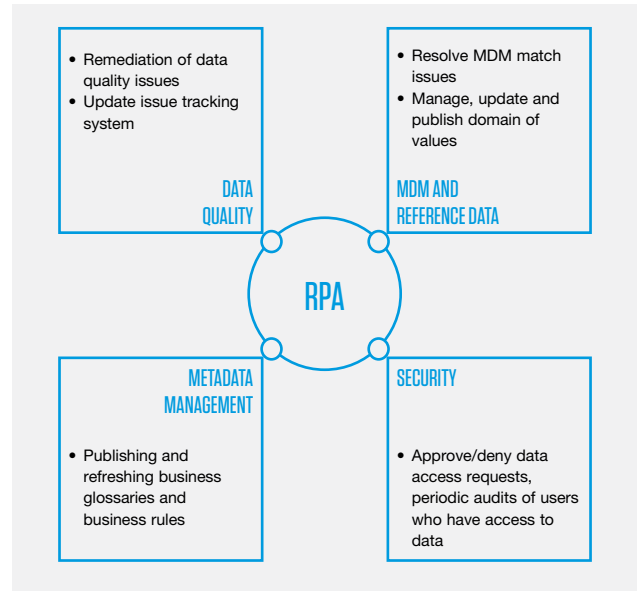 • Remediation of data
quality issues
• Update issue tracking
system
DATA
QUALITY
• Resolve MDM match
issues
• Manage, update and
publish domain of
values
MDM AND
REFERENCE DATA
RPA
METADATA
MANAGEMENT
• Publishing and
refreshing business
glossaries and
business rules
SECURITY
• Approve/deny data
access requests,
periodic audits of users
who have access to
data